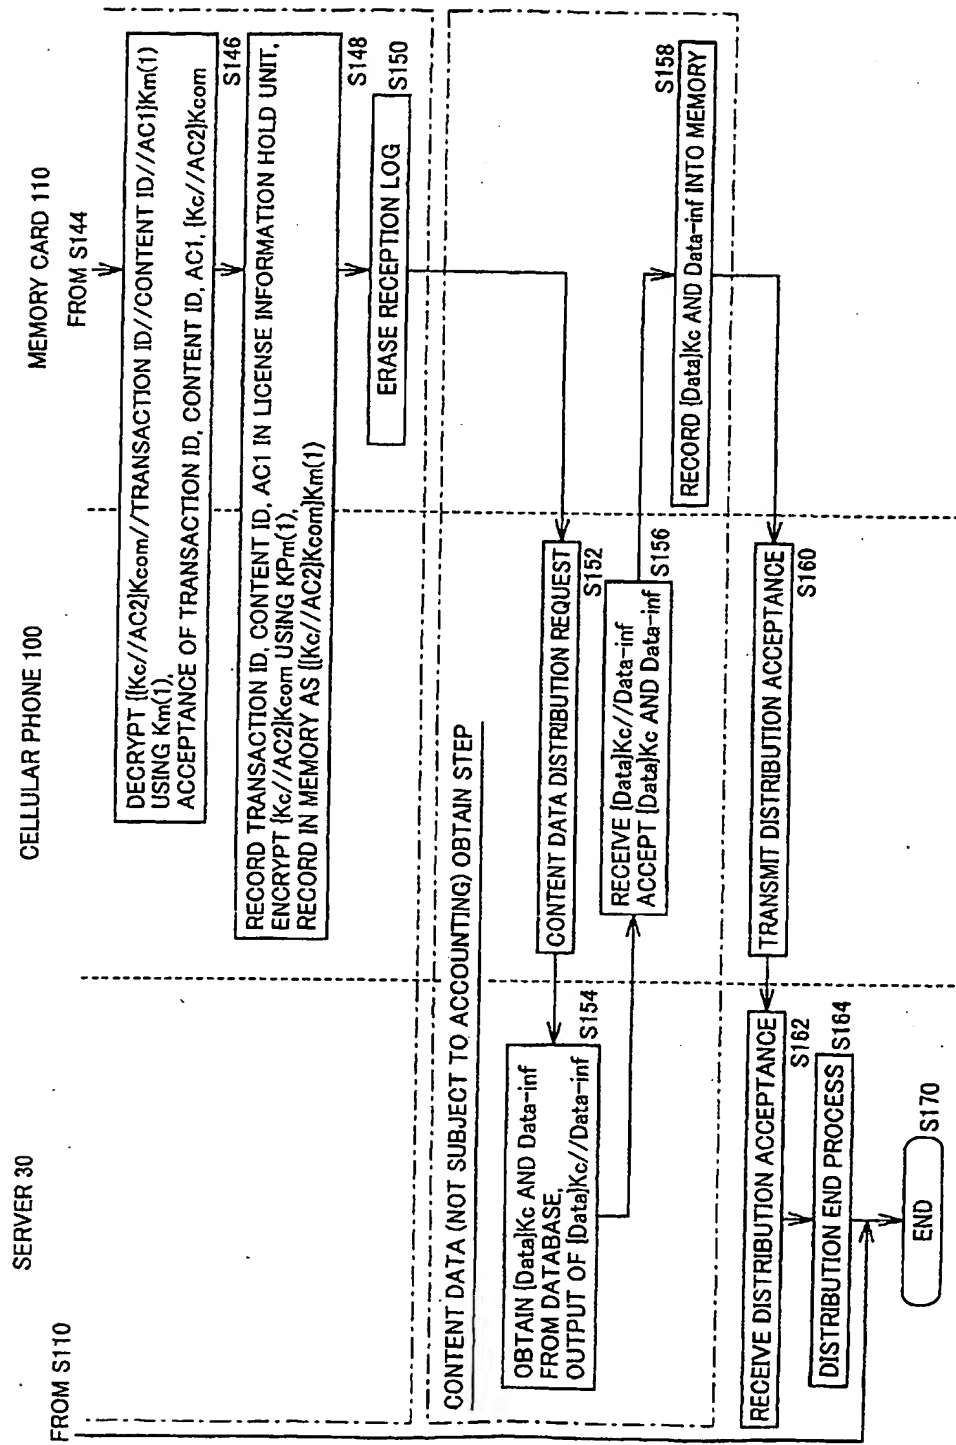 SERVER 30
CELLULAR PHONE 100
MEMORY CARD 110
FROM S110
FROM S144
DECRYPT {{Kc//AC2}Kcom//TRANSACTION ID//CONTENT ID//AC1}Km(1)
USING Km(1),
ACCEPTANCE OF TRANSACTION ID, CONTENT ID, AC1, {Kc//AC2}Kcom
S146
RECORD TRANSACTION ID, CONTENT ID, AC1 IN LICENSE INFORMATION HOLD UNIT,
ENCRYPT {Kc//AC2}Kcom USING KPm(1),
RECORD IN MEMORY AS {{Kc//AC2}Kcom}Km(1)
S148
ERASE RECEPTION LOG
S150
CONTENT DATA (NOT SUBJECT TO ACCOUNTING) OBTAIN STEP
CONTENT DATA DISTRIBUTION REQUEST
S152
OBTAIN {Data}Kc AND Data-inf
FROM DATABASE,
OUTPUT OF {Data}Kc//Data-inf
S154
RECEIVE {Data}Kc//Data-inf
ACCEPT {Data}Kc AND Data-inf
S156
RECORD {Data}Kc AND Data-inf INTO MEMORY
S158
TRANSMIT DISTRIBUTION ACCEPTANCE
S160
RECEIVE DISTRIBUTION ACCEPTANCE
S162
DISTRIBUTION END PROCESS
S164
END
S170